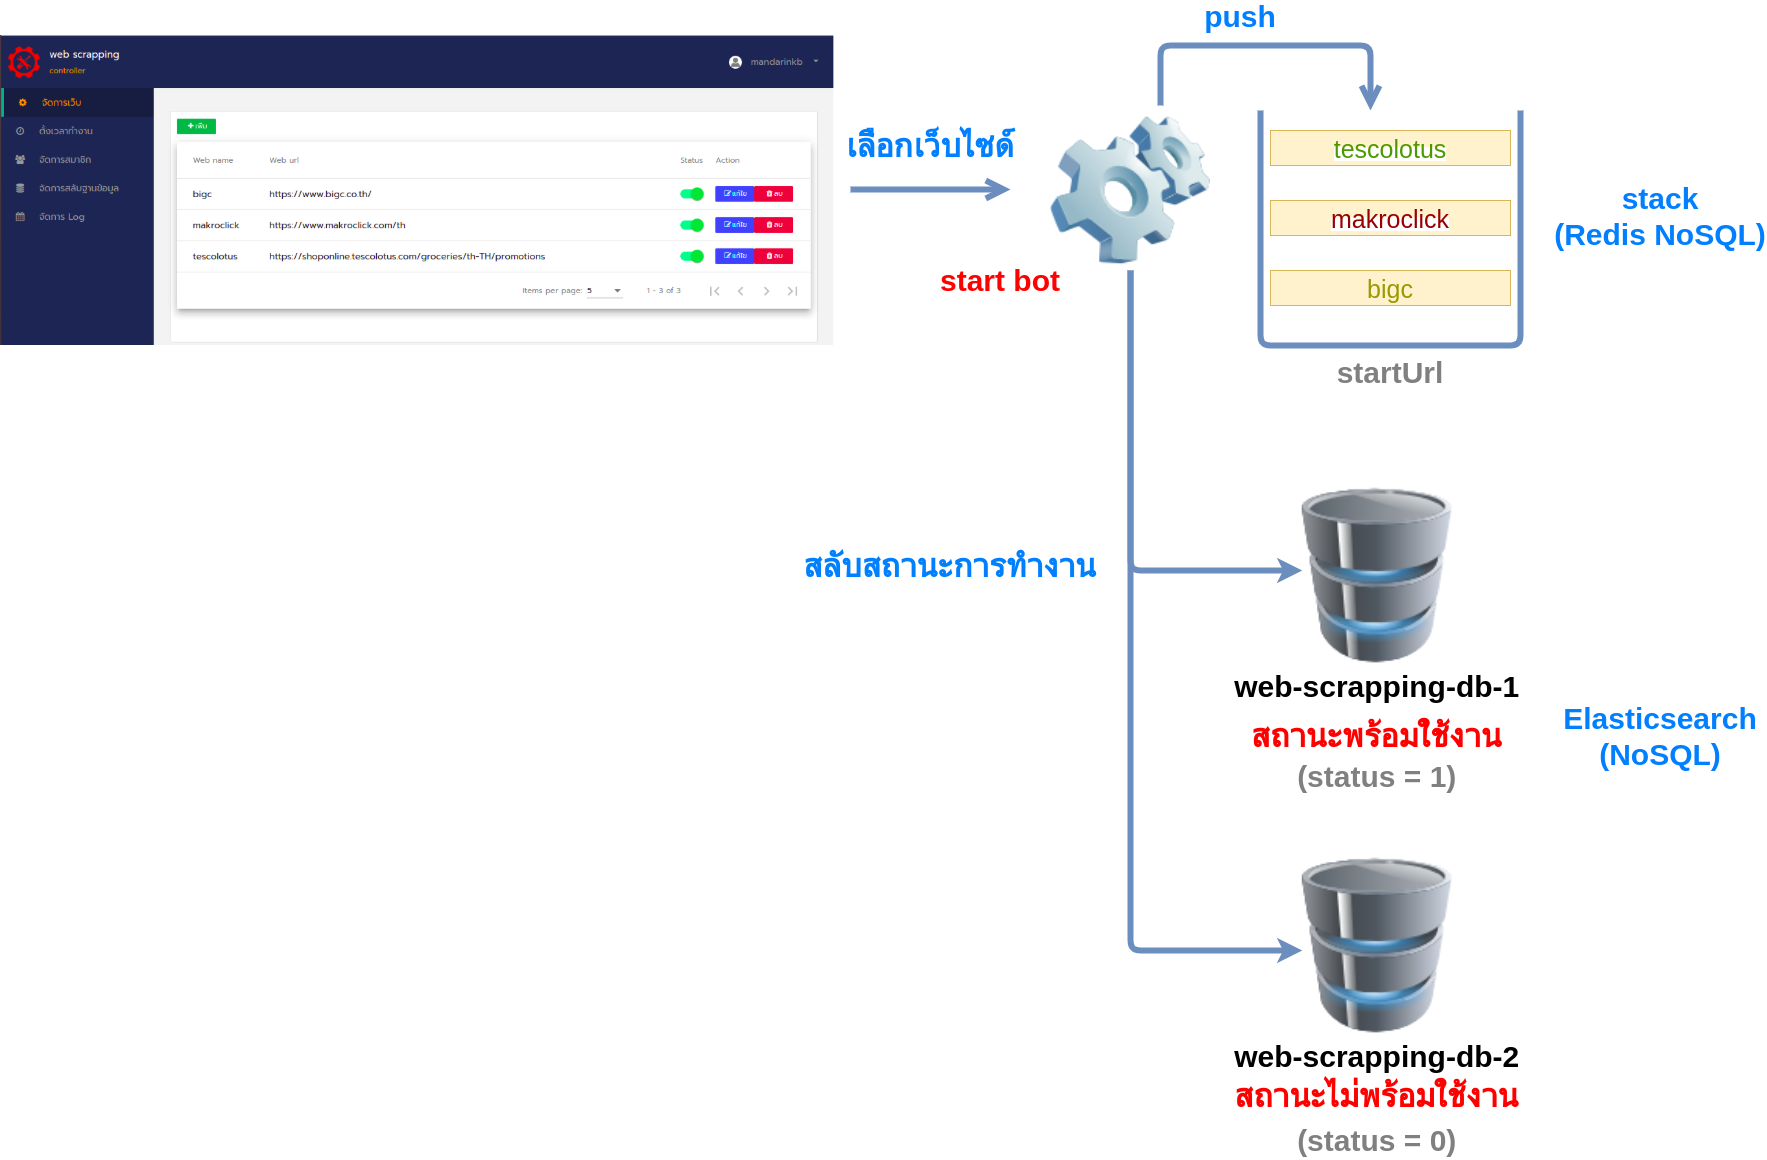 push
web scrapping
controller
mandarinkb
จัดการเว็บ
ตั้งเวลาทำงาน
จัดการสมาชิก
จัดการสลับฐานข้อมูล
จัดการ Log
เพิ่ม
Web name Web url Status Action
bigc https://www.bigc.co.th/ แก้ไข ลบ
makroclick https://www.makroclick.com/th แก้ไข ลบ
tescolotus https://shoponline.tescolotus.com/groceries/th-TH/promotions แก้ไข ลบ
Items per page: 5 1 - 3 of 3
เลือกเว็บไซด์
start bot
tescolotus
makroclick
bigc
startUrl
stack
(Redis NoSQL)
สลับสถานะการทำงาน
web-scrapping-db-1
สถานะพร้อมใช้งาน
(status = 1)
Elasticsearch
(NoSQL)
web-scrapping-db-2
สถานะไม่พร้อมใช้งาน
(status = 0)